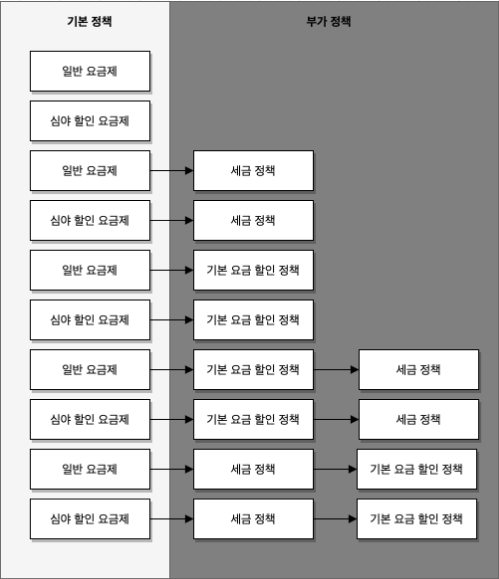 기본 정책 부가 정책
일반 요금제
심야 할인 요금제
일반 요금제 세금 정책
심야 할인 요금제 세금 정책
일반 요금제 기본 요금 할인 정책
심야 할인 요금제 기본 요금 할인 정책
일반 요금제 기본 요금 할인 정책 세금 정책
심야 할인 요금제 기본 요금 할인 정책 세금 정책
일반 요금제 세금 정책 기본 요금 할인 정책
심야 할인 요금제 세금 정책 기본 요금 할인 정책